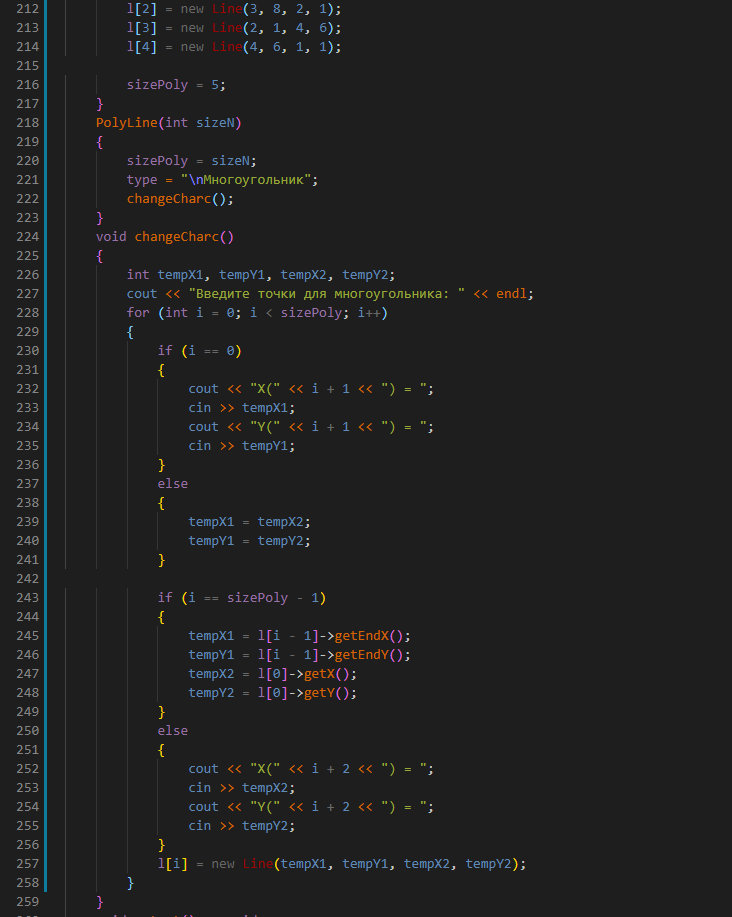 212 l[2] = new Line(3, 8, 2, 1);
213 l[3] = new Line(2, 1, 4, 6);
214 l[4] = new Line(4, 6, 1, 1);
215
216 sizePoly = 5;
217 }
218 PolyLine(int sizeN)
219 {
220 sizePoly = sizeN;
221 type = "\nМногоугольник";
222 changeCharc();
223 }
224 void changeCharc()
225 {
226 int tempX1, tempY1, tempX2, tempY2;
227 cout << "Введите точки для многоугольника: " << endl;
228 for (int i = 0; i < sizePoly; i++)
229 {
230 if (i == 0)
231 {
232 cout << "X(" << i + 1 << ") = ";
233 cin >> tempX1;
234 cout << "Y(" << i + 1 << ") = ";
235 cin >> tempY1;
236 }
237 else
238 {
239 tempX1 = tempX2;
240 tempY1 = tempY2;
241 }
242
243 if (i == sizePoly - 1)
244 {
245 tempX1 = l[i - 1]->getEndX();
246 tempY1 = l[i - 1]->getEndY();
247 tempX2 = l[0]->getX();
248 tempY2 = l[0]->getY();
249 }
250 else
251 {
252 cout << "X(" << i + 2 << ") = ";
253 cin >> tempX2;
254 cout << "Y(" << i + 2 << ") = ";
255 cin >> tempY2;
256 }
257 l[i] = new Line(tempX1, tempY1, tempX2, tempY2);
258 }
259 }